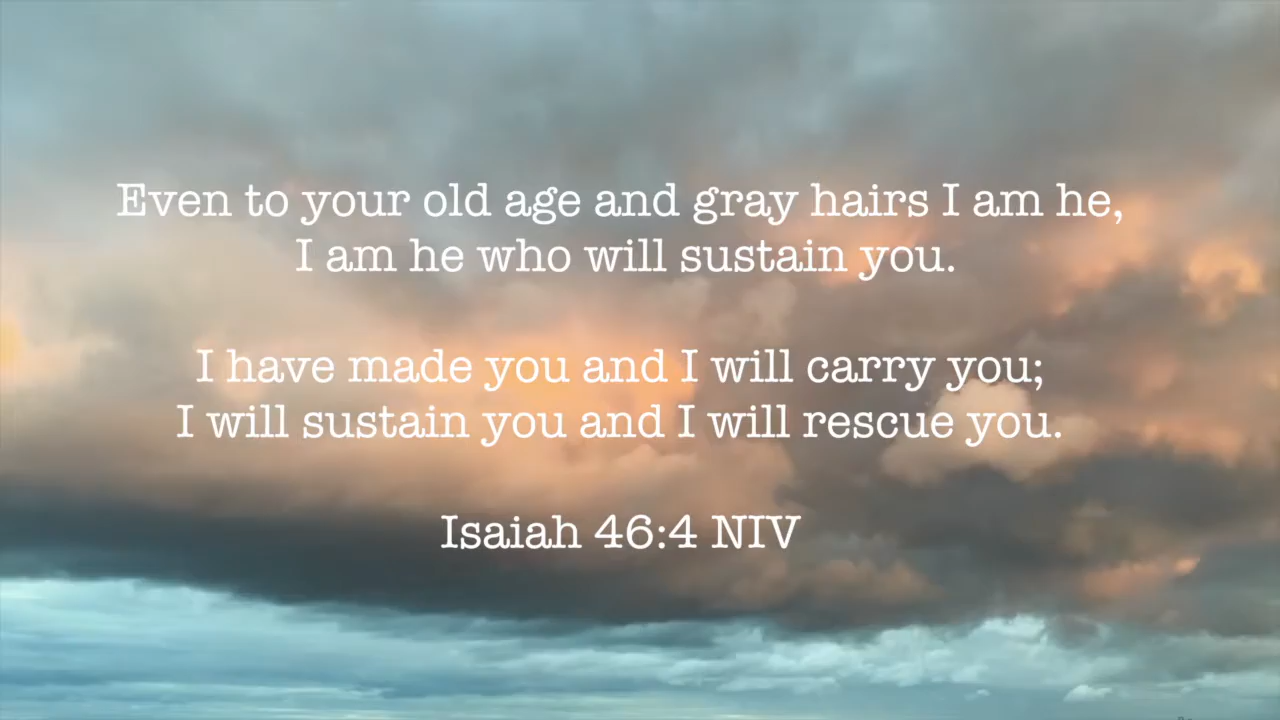 Even to your old age and gray hairs I am he,
I am he who will sustain you.
I have made you and I will carry you;
I will sustain you and I will rescue you.
Isaiah 46:4 NIV